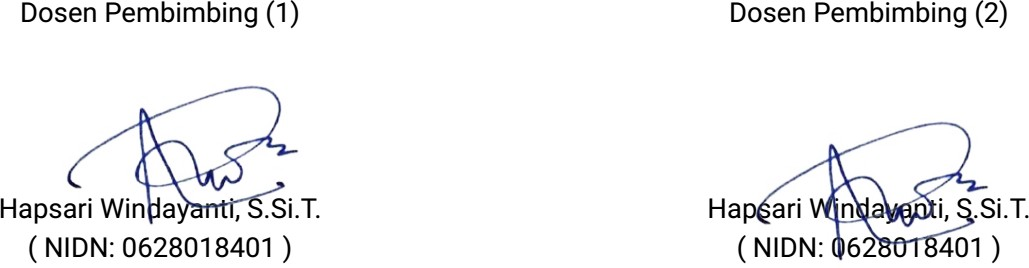 Dosen Pembimbing (1)
Hapsari Windayanti, S.Si.T.
( NIDN: 0628018401 )
Dosen Pembimbing (2)
Hapsari Windayanti, S.Si.T.
( NIDN: 0628018401 )